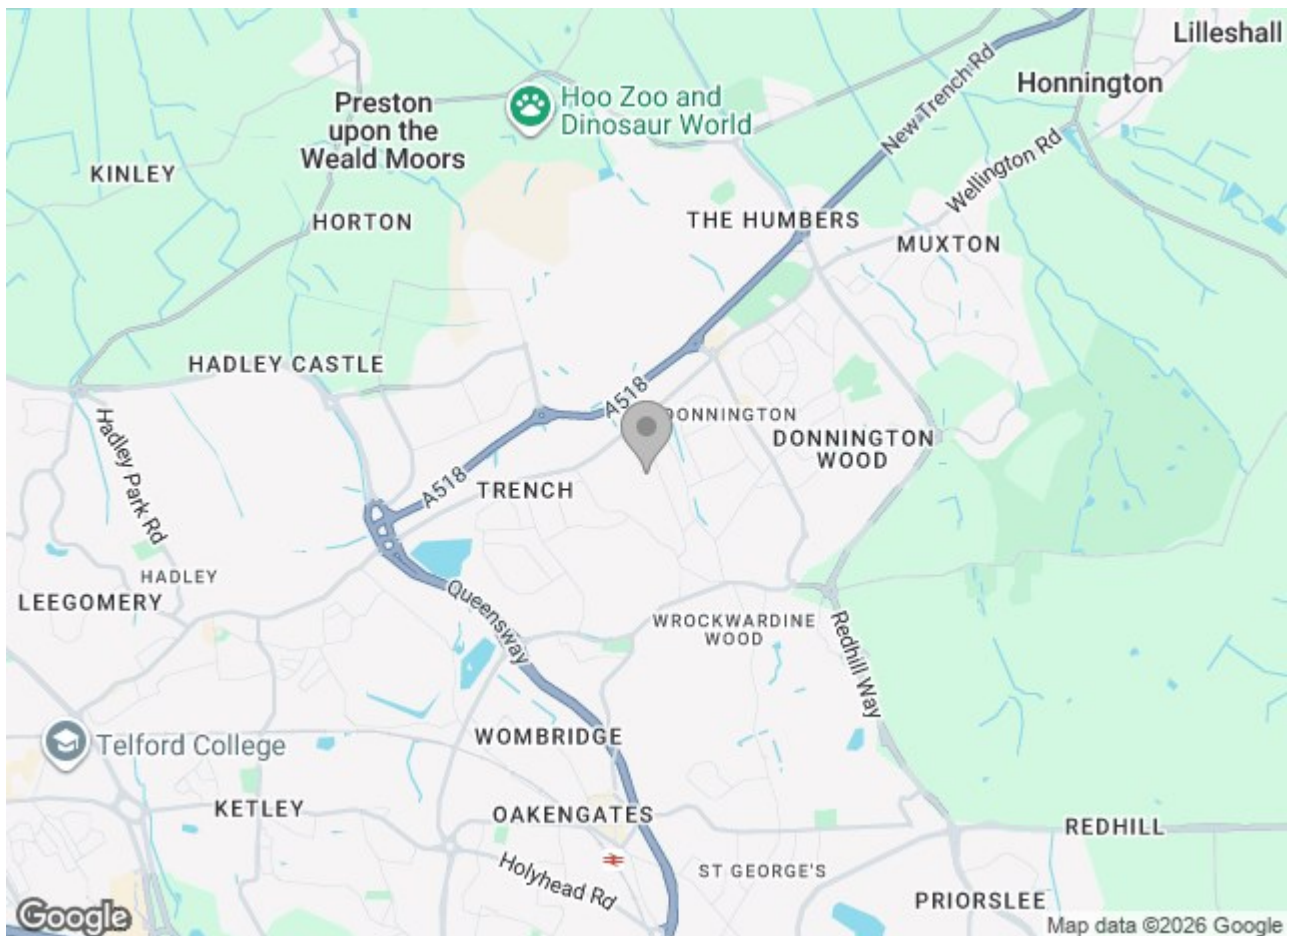 Lilleshall
Honnington
New Trench Rd
Hoo Zoo and
Dinosaur World
Preston
upon the
Weald Moors
Wellington Rd
KINLEY
HORTON
THE HUMBERS
MUXTON
HADLEY CASTLE
A518
DONNINGTON
DONNINGTON
WOOD
Hadley Park Rd
A518
TRENCH
HADLEY
LEEGOMERY
Queensway
WROCKWARDINE
WOOD
Redhill Way
Telford College
WOMBRIDGE
KETLEY
OAKENGATES
REDHILL
Holyhead Rd
ST GEORGE'S
PRIORSLEE
Google
Map data ©2026 Google